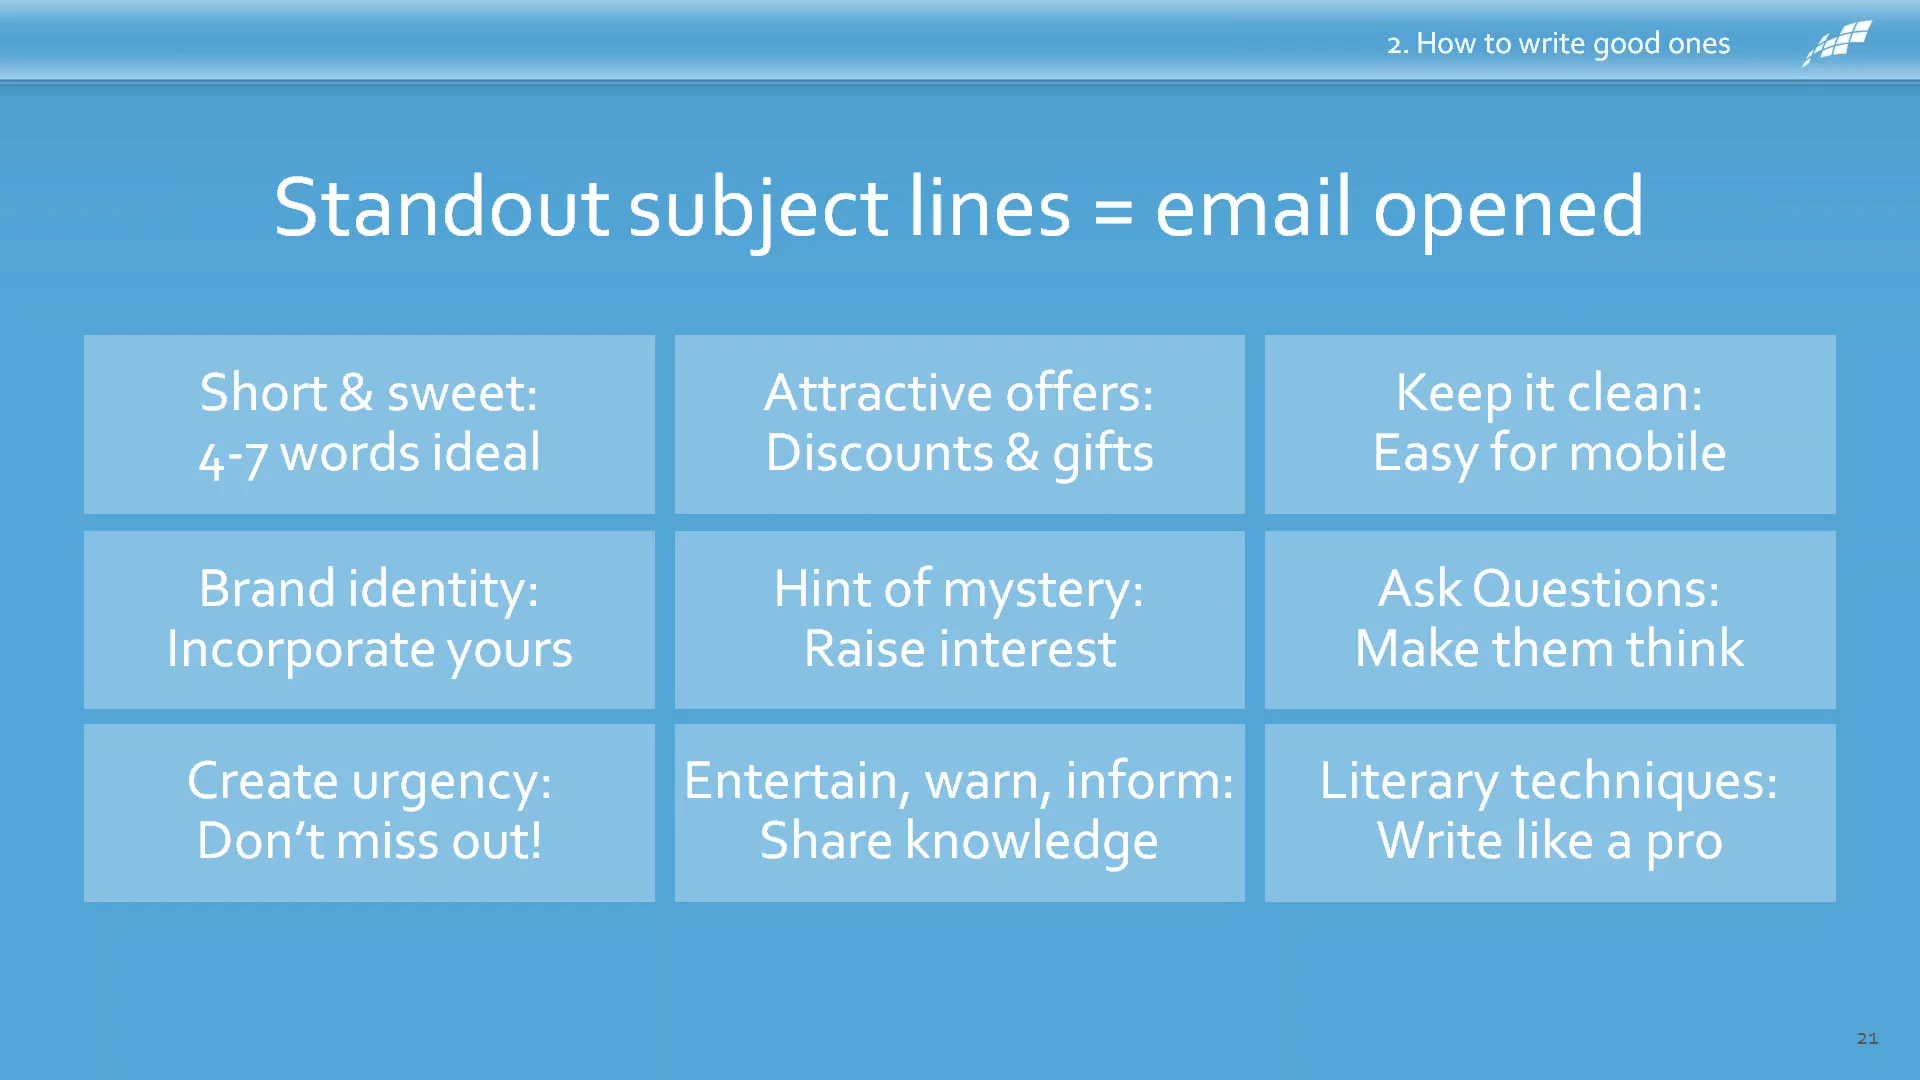 2. How to write good ones
Standout subject lines = email opened
Short & sweet:
4-7 words ideal
Attractive offers:
Discounts & gifts
Keep it clean:
Easy for mobile
Brand identity:
Incorporate yours
Hint of mystery:
Raise interest
Ask Questions:
Make them think
Create urgency:
Don’t miss out!
Entertain, warn, inform:
Share knowledge
Literary techniques:
Write like a pro
21